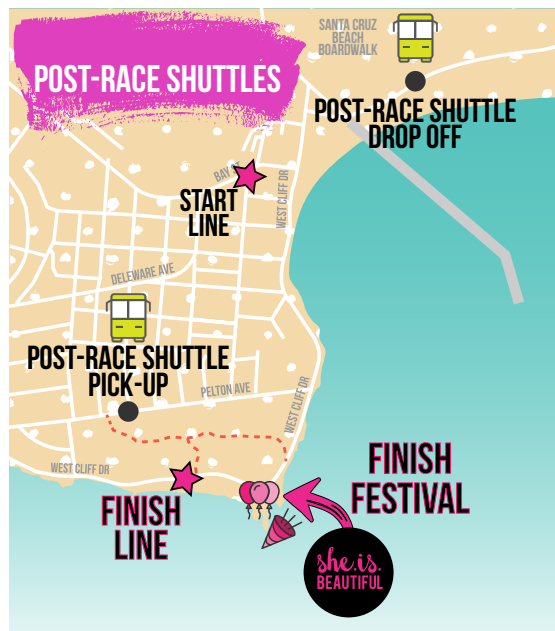 SANTA CRUZ
BEACH
BOARDWALK
POST-RACE SHUTTLES
POST-RACE SHUTTLE
DROP OFF
BAY
START
LINE
WEST CLIFF DR
DELEWARE AVE
POST-RACE SHUTTLE
PICK-UP
PELTON AVE
WEST CLIFF DR
WEST CLIFF DR
FINISH
FESTIVAL
FINISH
LINE
she.is.
BEAUTIFUL